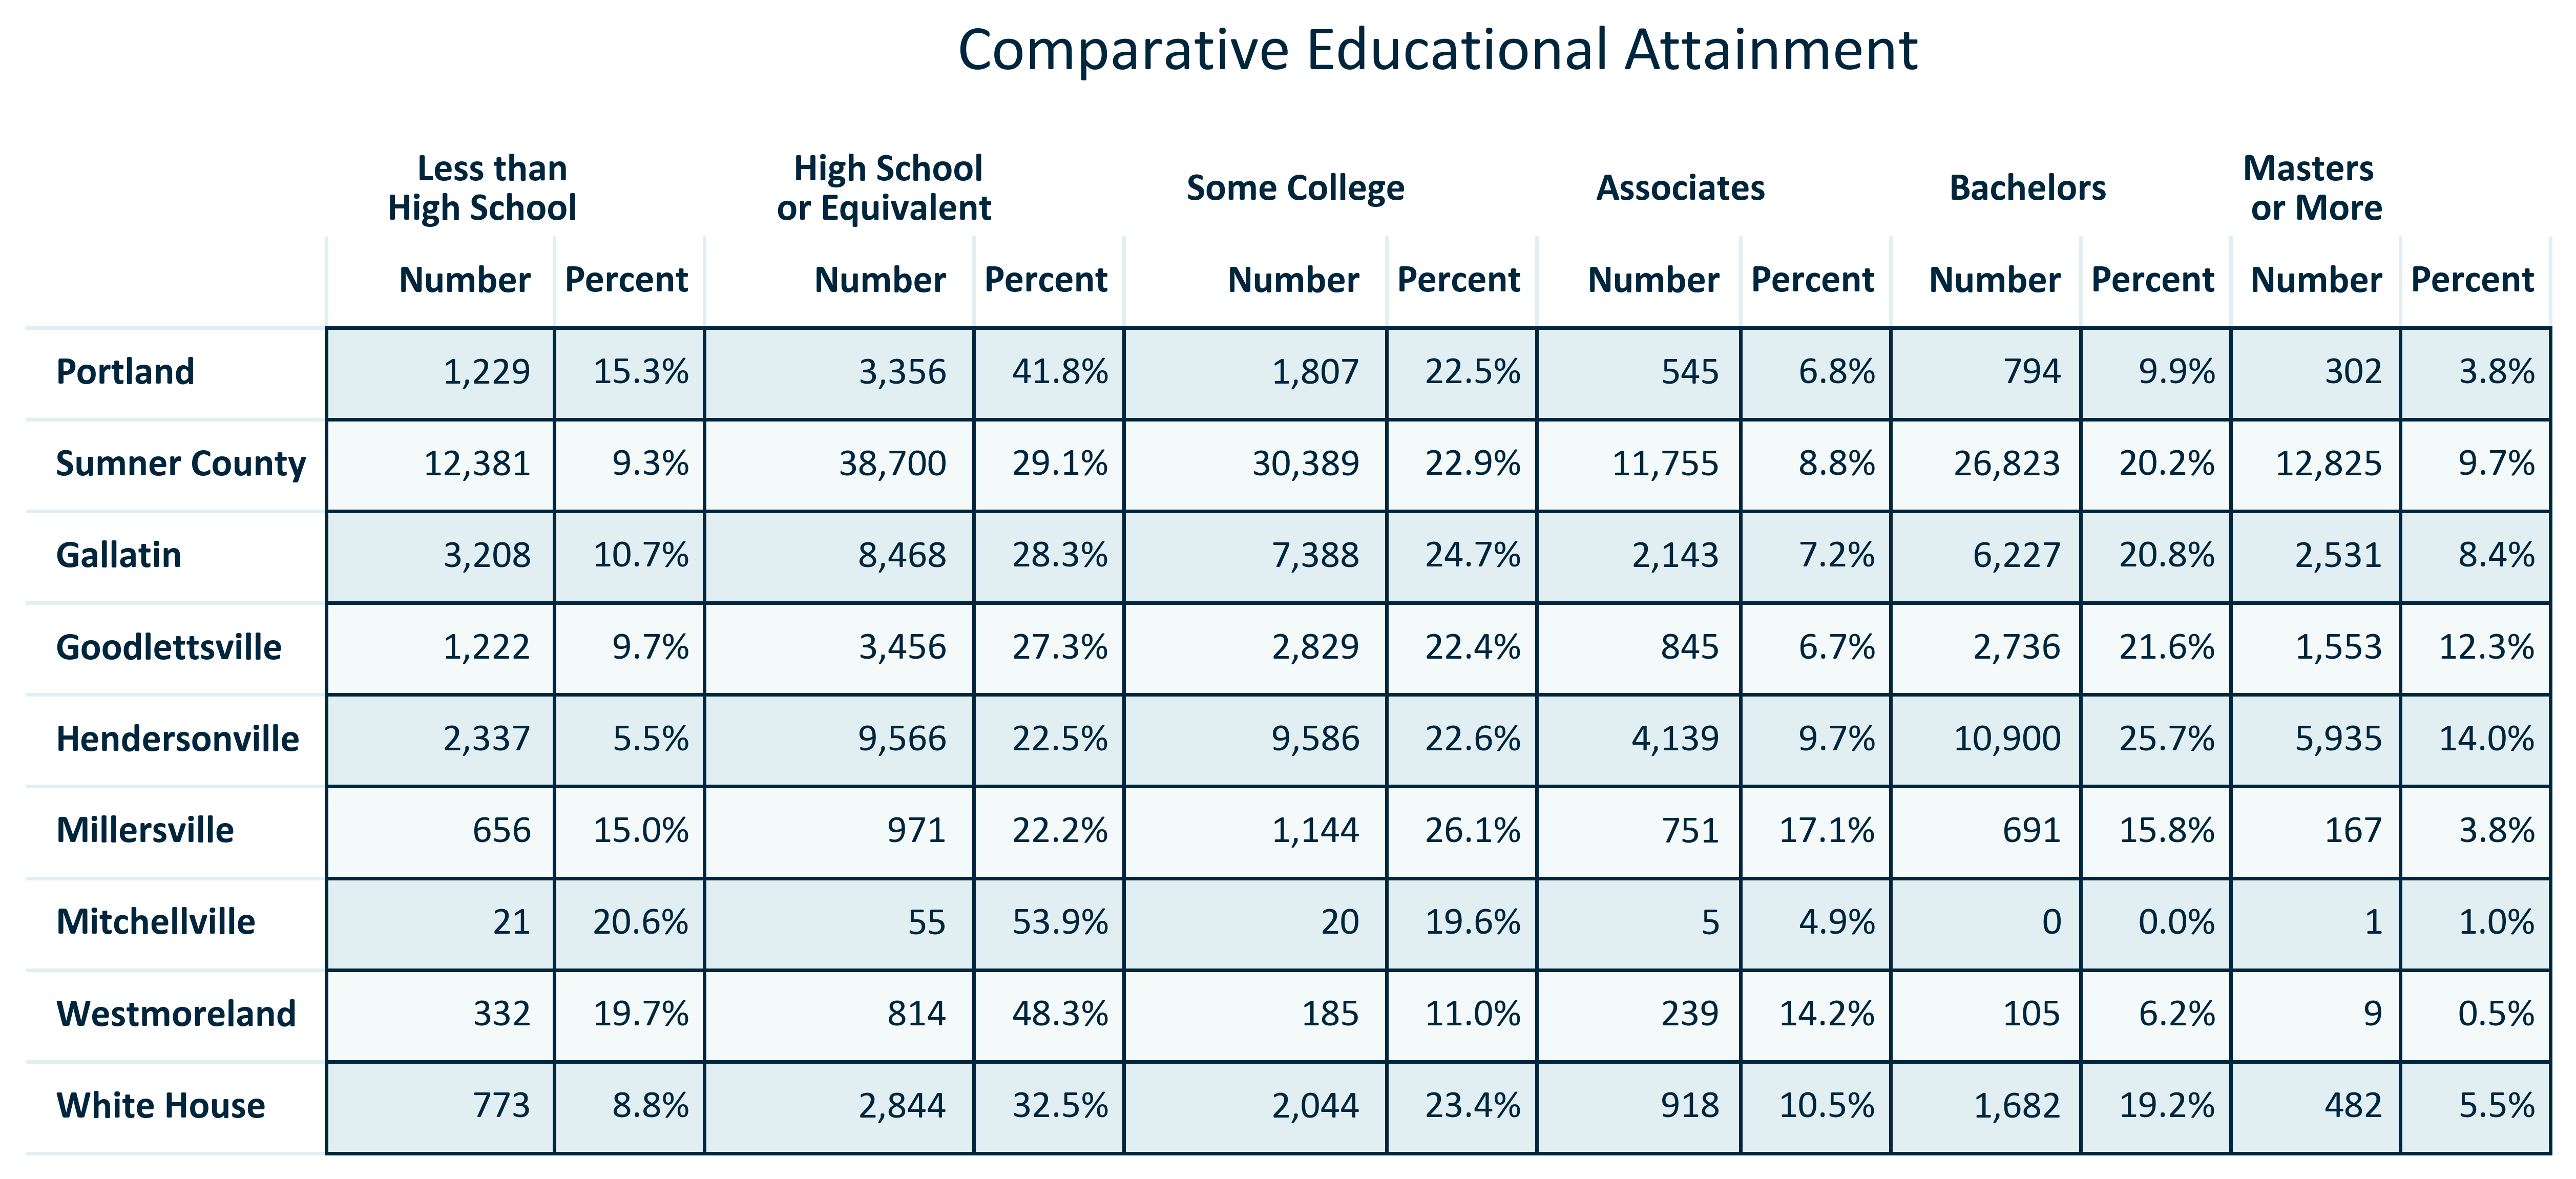 Comparative Educational Attainment
Less than
High School
High School
or Equivalent
Some College
Associates
Bachelors
Masters
or More
Number Percent Number Percent Number Percent Number Percent Number Percent Number Percent
Portland 1,229 15.3% 3,356 41.8% 1,807 22.5% 545 6.8% 794 9.9% 302 3.8%
Sumner County 12,381 9.3% 38,700 29.1% 30,389 22.9% 11,755 8.8% 26,823 20.2% 12,825 9.7%
Gallatin 3,208 10.7% 8,468 28.3% 7,388 24.7% 2,143 7.2% 6,227 20.8% 2,531 8.4%
Goodlettsville 1,222 9.7% 3,456 27.3% 2,829 22.4% 845 6.7% 2,736 21.6% 1,553 12.3%
Hendersonville 2,337 5.5% 9,566 22.5% 9,586 22.6% 4,139 9.7% 10,900 25.7% 5,935 14.0%
Millersville 656 15.0% 971 22.2% 1,144 26.1% 751 17.1% 691 15.8% 167 3.8%
Mitchellville 21 20.6% 55 53.9% 20 19.6% 5 4.9% 0 0.0% 1 1.0%
Westmoreland 332 19.7% 814 48.3% 185 11.0% 239 14.2% 105 6.2% 9 0.5%
White House 773 8.8% 2,844 32.5% 2,044 23.4% 918 10.5% 1,682 19.2% 482 5.5%